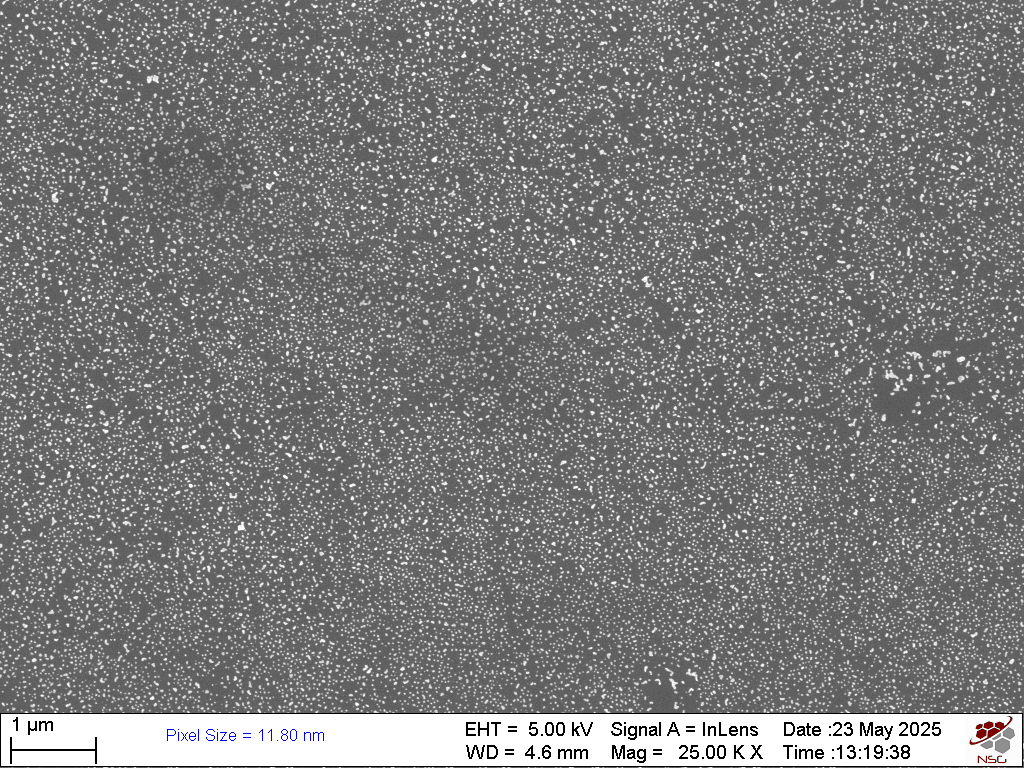 1 µm
Pixel Size = 11.80 nm
EHT = 5.00 kV Signal A = InLens Date :23 May 2025
WD = 4.6 mm Mag = 25.00 K X Time :13:19:38
NSG